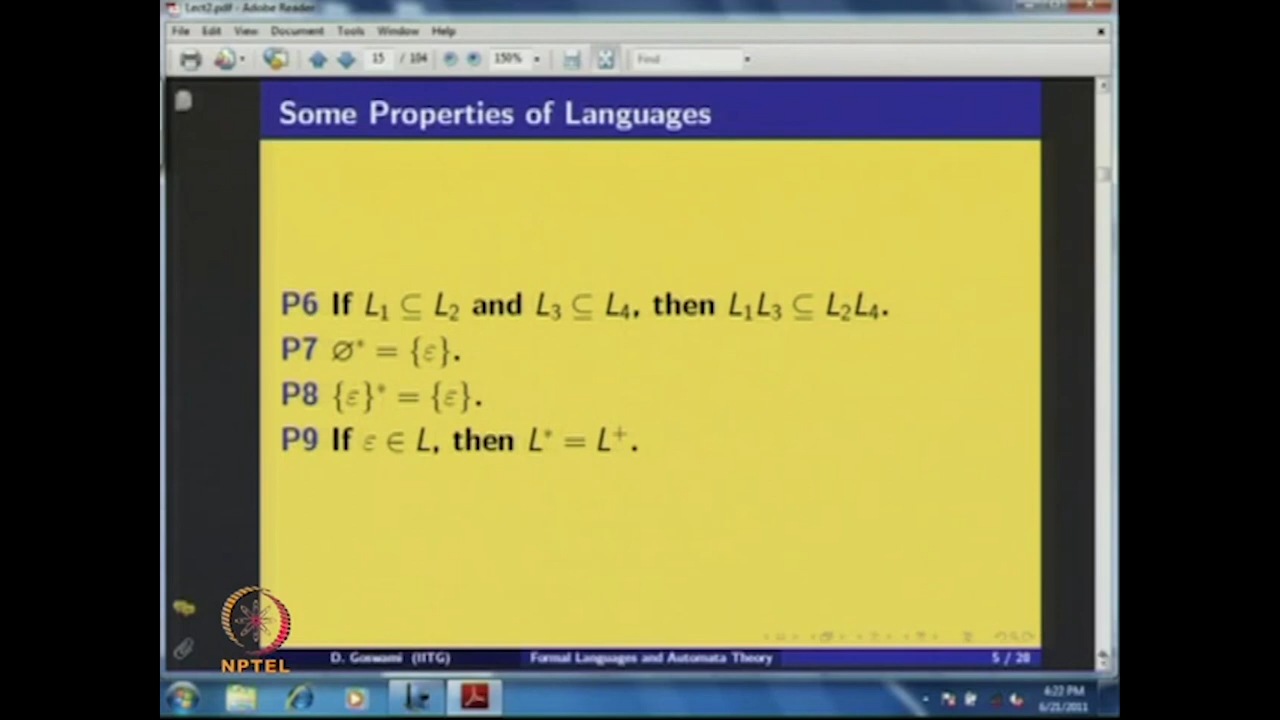 Lect2.pdf - Adobe Reader
File Edit View Document Tools Window Help
15 / 104 150% Find
Some Properties of Languages
P6 If L₁ ⊆ L₂ and L₃ ⊆ L₄, then L₁L₃ ⊆ L₂L₄.
P7 ∅* = {ε}.
P8 {ε}* = {ε}.
P9 If ε ∈ L, then L* = L⁺.
NPTEL
D. Goswami (IITG) Formal Languages and Automata Theory 5 / 28
4:22 PM
6/21/2011